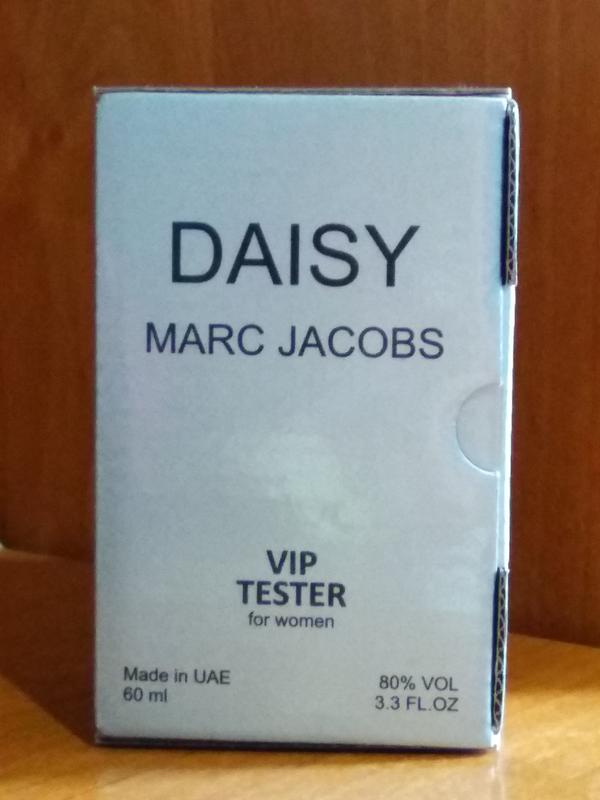 DAISY
MARC JACOBS
VIP
TESTER
for women
Made in UAE
60 ml
80% VOL
3.3 FL.OZ